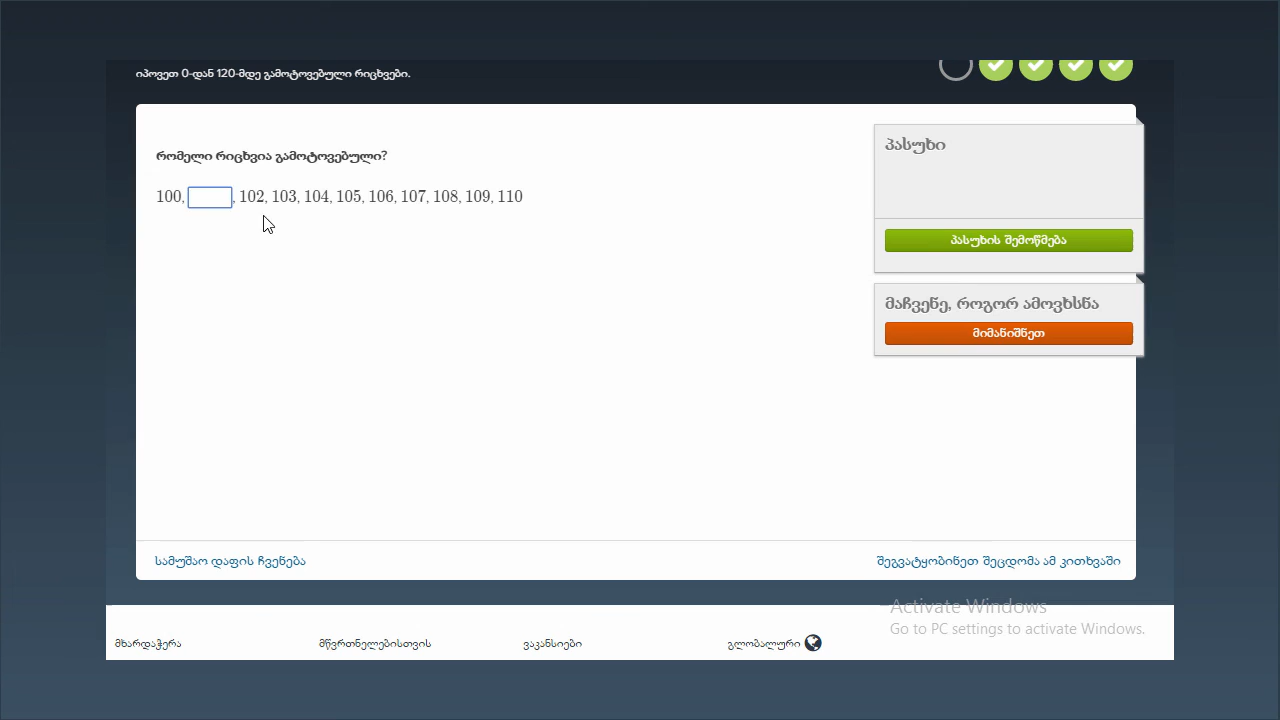 იპოვეთ 0-დან 120-მდე გამოტოვებული რიცხვები.
რომელი რიცხვია გამოტოვებული?
100, , 102, 103, 104, 105, 106, 107, 108, 109, 110
პასუხი
პასუხის შემოწმება
მაჩვენე, როგორ ამოვხსნა
მიმანიშნეთ
სამუშაო დაფის ჩვენება
შეგვატყობინეთ შეცდომა ამ კითხვაში
Activate Windows
Go to PC settings to activate Windows.
მხარდაჭერა
მწვრთნელებისთვის
ვაკანსიები
გლობალური